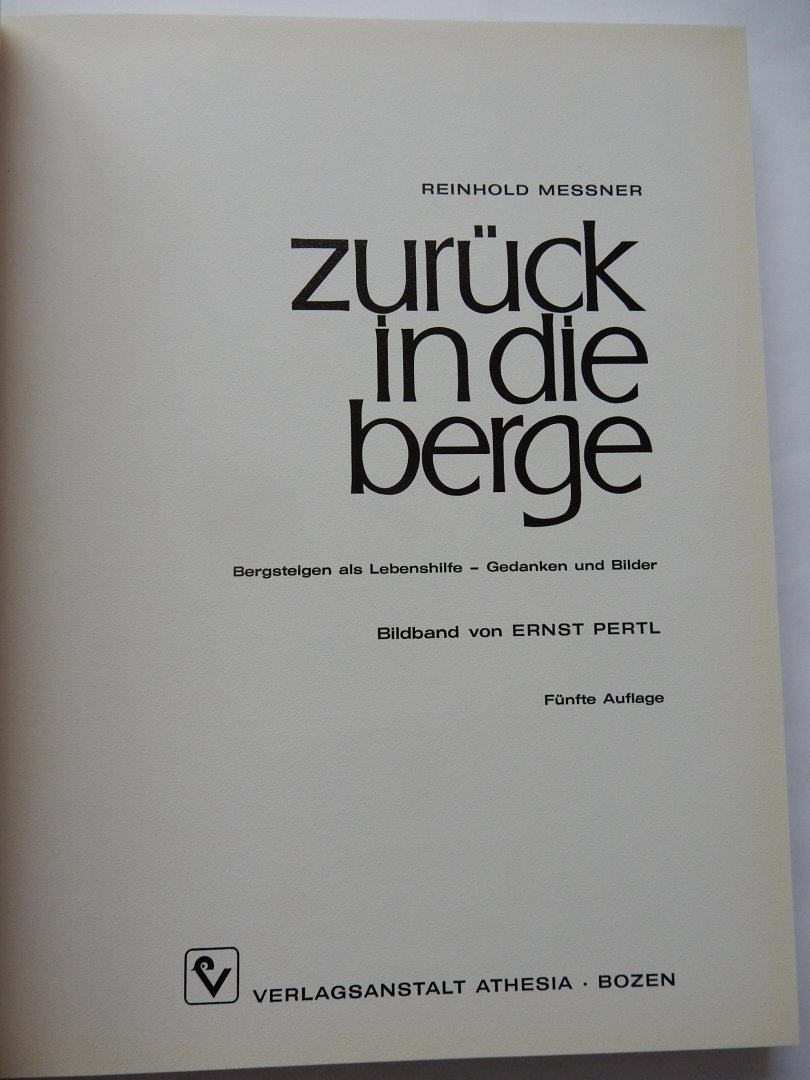 REINHOLD MESSNER
zurück
in die
berge
Bergsteigen als Lebenshilfe – Gedanken und Bilder
Bildband von ERNST PERTL
Fünfte Auflage
VERLAGSANSTALT ATHESIA · BOZEN